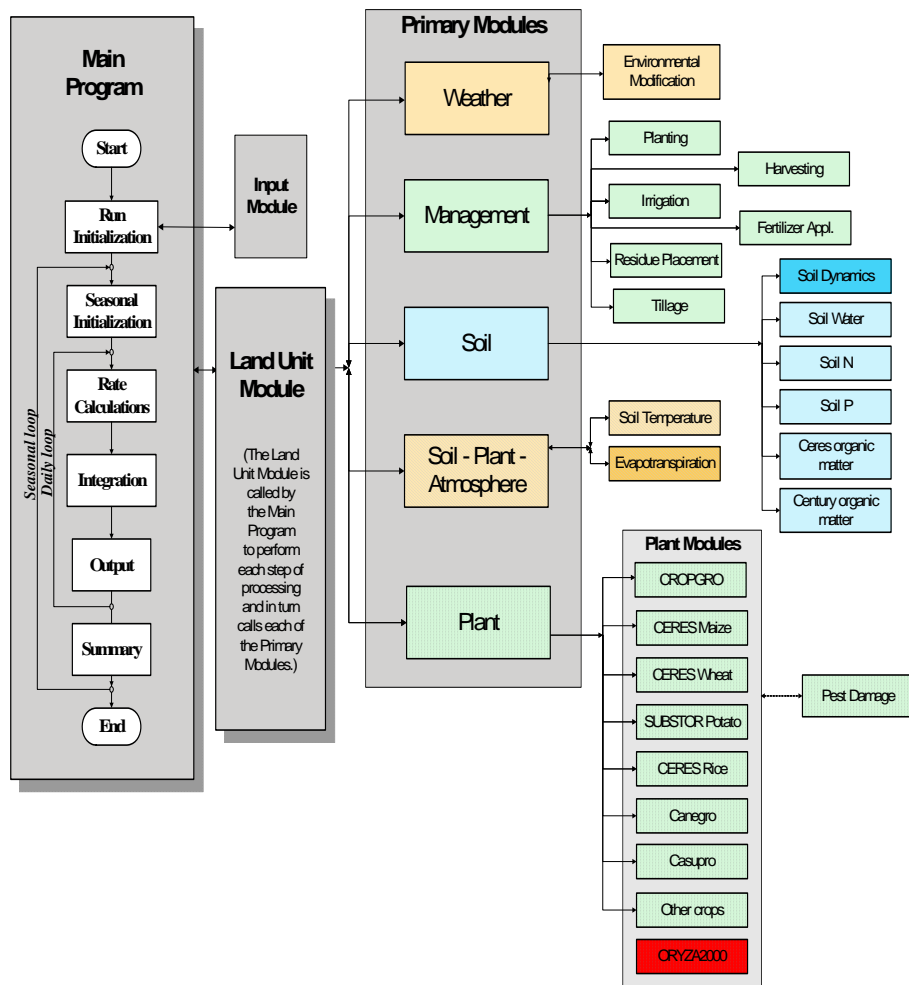 Main
Program
Start
Run
Initialization
Seasonal
Initialization
Rate
Calculations
Integration
Output
Summary
End
Seasonal loop
Daily loop
Input
Module
Land Unit
Module
(The Land
Unit Module is
called by
the Main
Program
to perform
each step of
processing
and in turn
calls each of
the Primary
Modules.)
Primary Modules
Weather
Management
Soil
Soil - Plant -
Atmosphere
Plant
Environmental
Modification
Planting
Harvesting
Irrigation
Fertilizer Appl.
Residue Placement
Tillage
Soil Dynamics
Soil Water
Soil N
Soil P
Ceres organic
matter
Century organic
matter
Soil Temperature
Evapotranspiration
Plant Modules
CROPGRO
CERES Maize
CERES Wheat
SUBSTOR Potato
CERES Rice
Canegro
Casupro
Other crops
ORYZA2000
Pest Damage